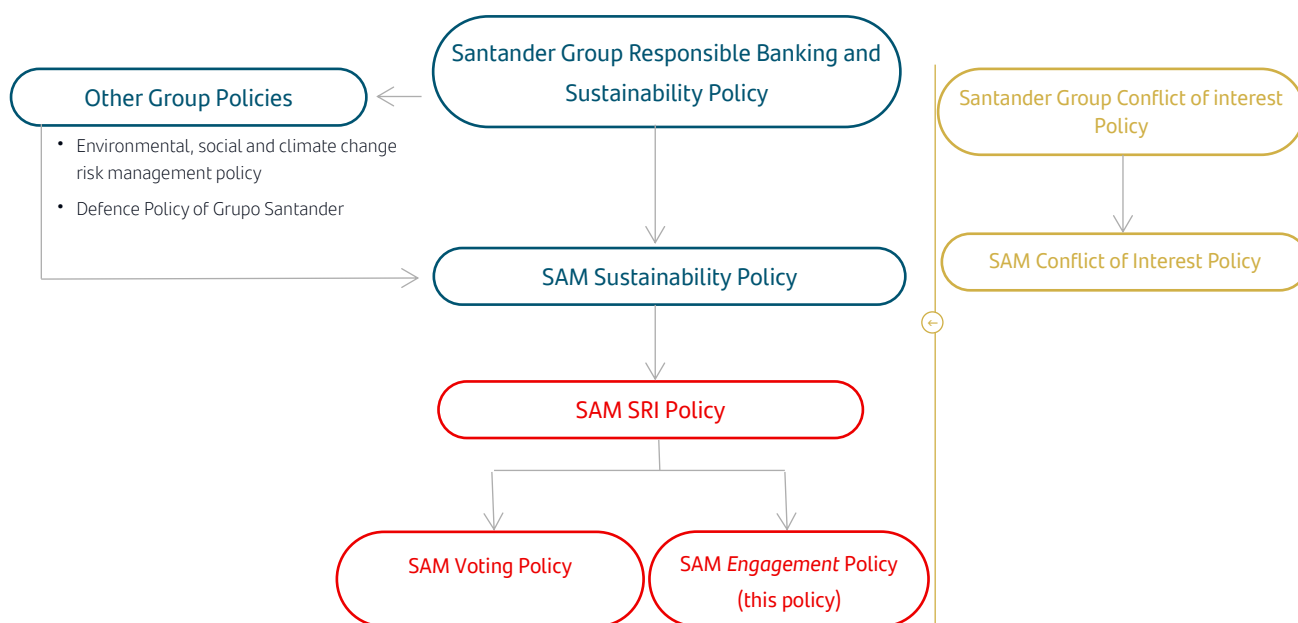 Santander Group Responsible Banking and
Sustainability Policy
Other Group Policies
• Environmental, social and climate change
risk management policy
• Defence Policy of Grupo Santander
Santander Group Conflict of interest
Policy
SAM Conflict of Interest Policy
SAM Sustainability Policy
SAM SRI Policy
SAM Voting Policy
SAM Engagement Policy
(this policy)